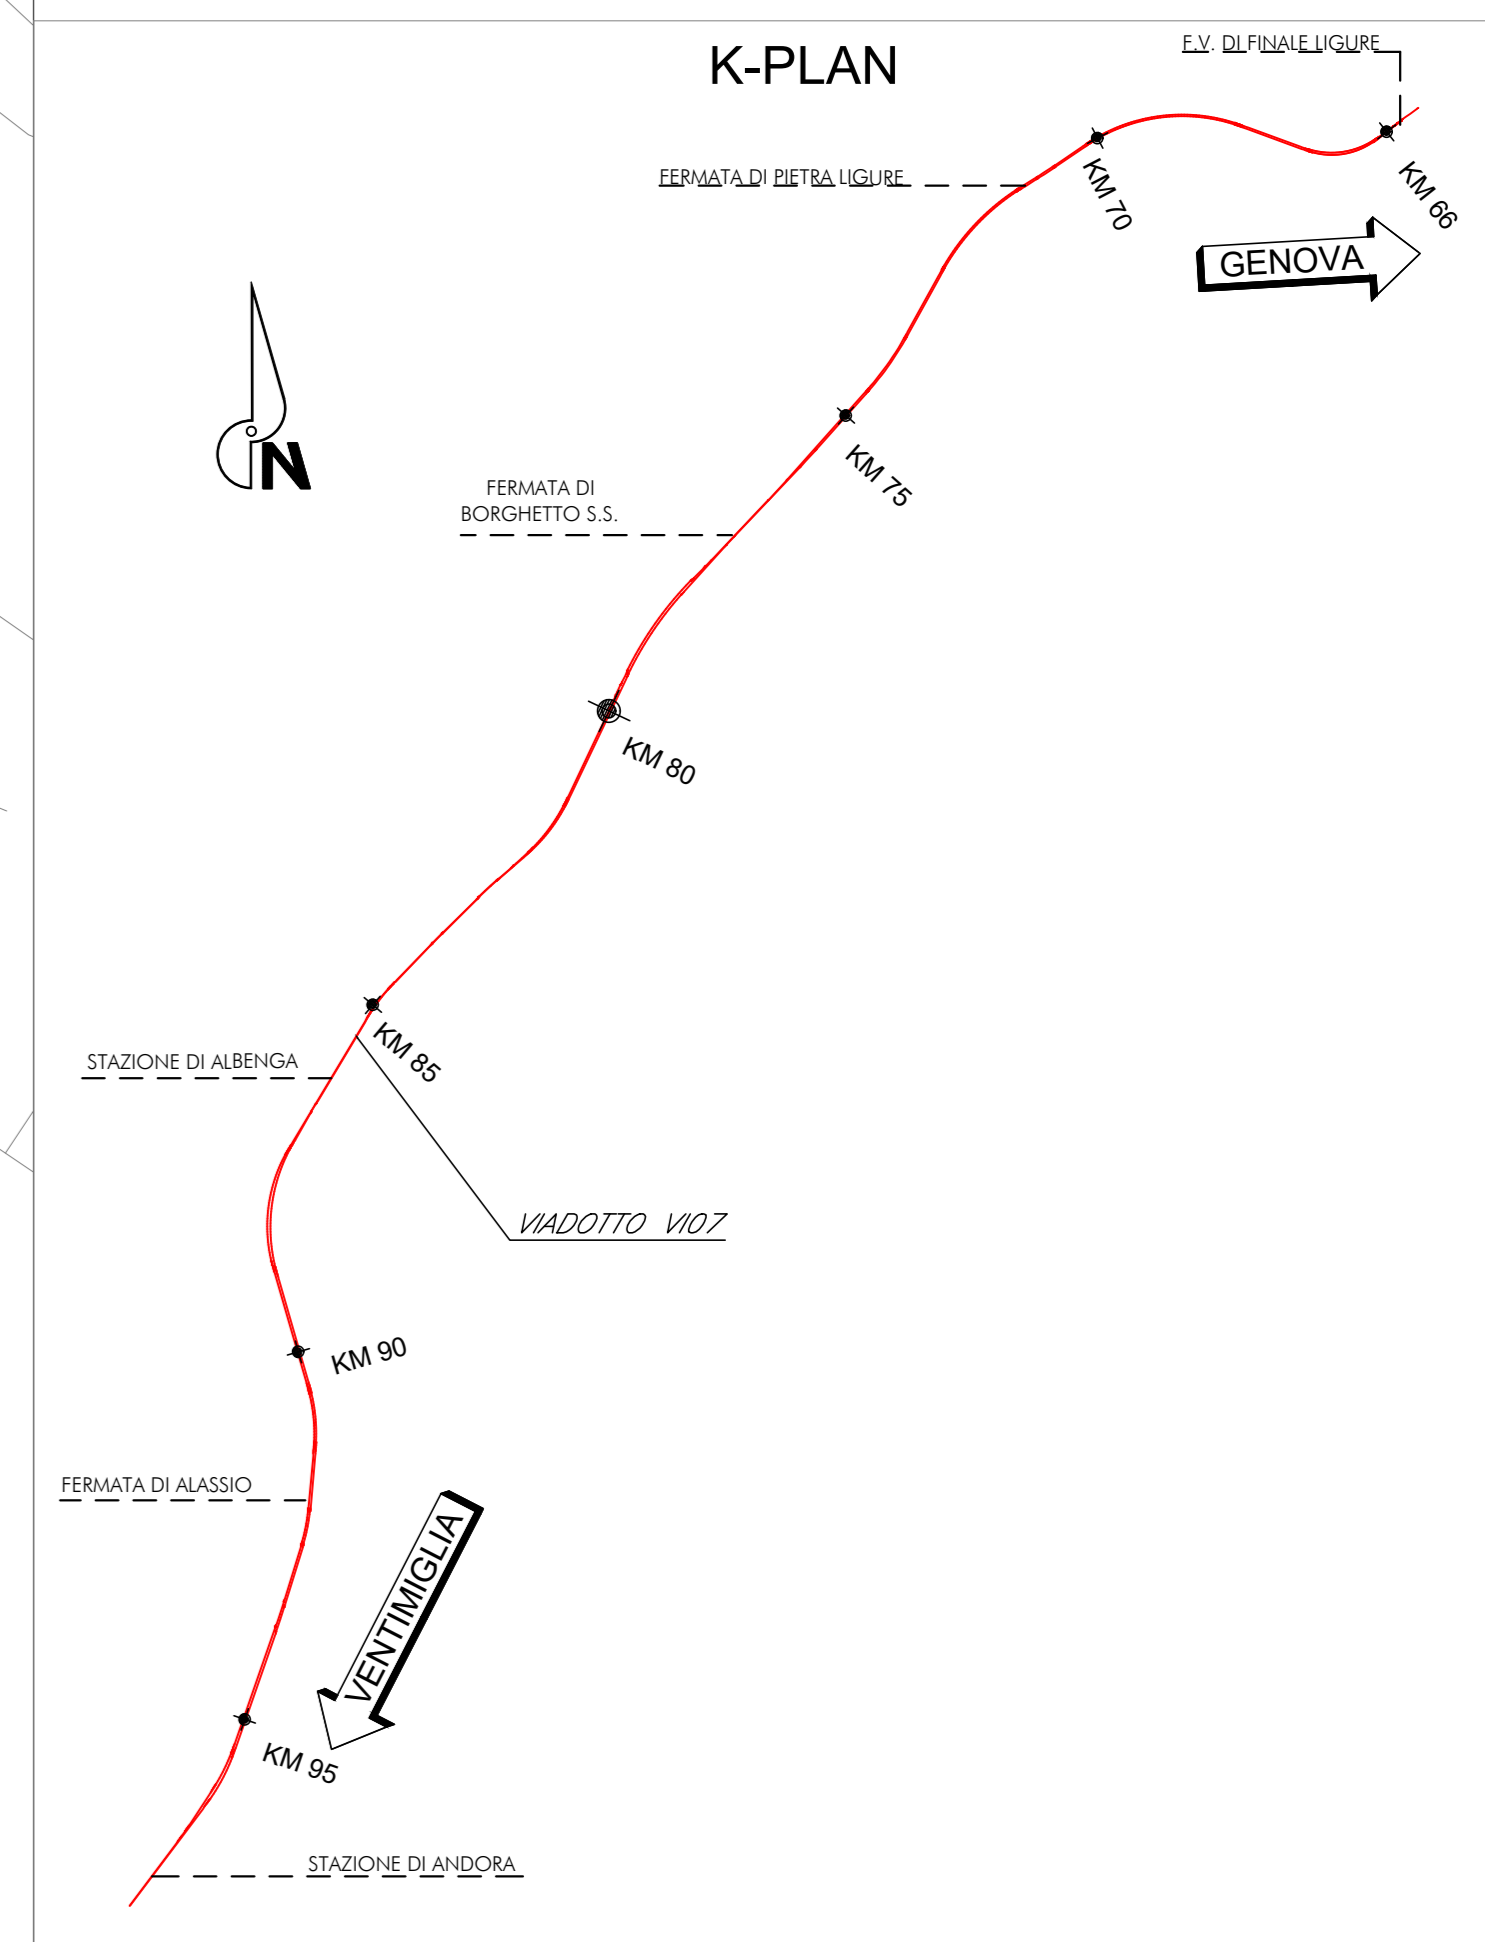 K-PLAN
F.V. DI FINALE LIGURE
FERMATA DI PIETRA LIGURE
KM 70
KM 66
GENOVA
N
KM 75
FERMATA DI
BORGHETTO S.S.
KM 80
STAZIONE DI ALBENGA
KM 85
VIADOTTO VI07
KM 90
FERMATA DI ALASSIO
VENTIMIGLIA
KM 95
STAZIONE DI ANDORA